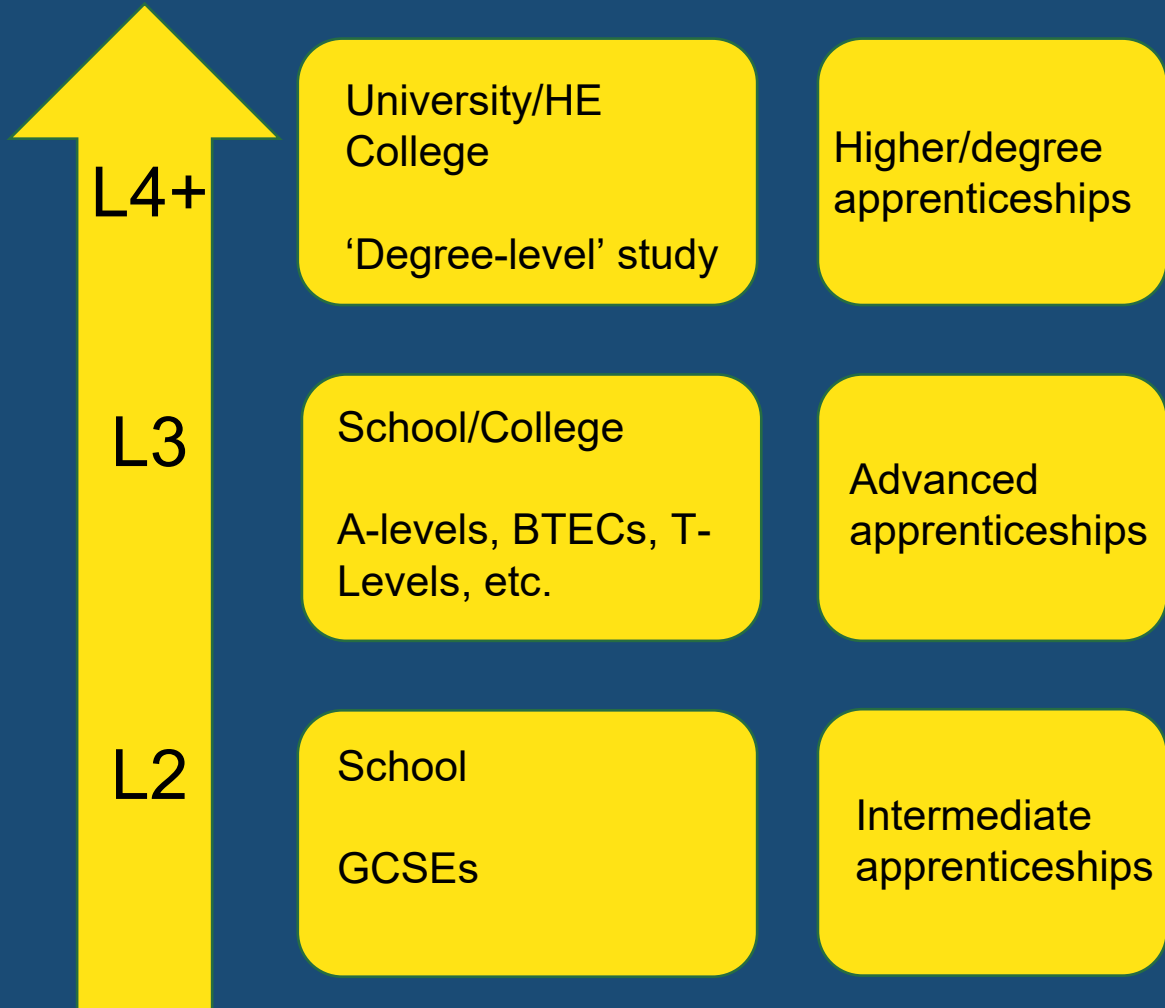 L4+
University/HE
College
‘Degree-level’ study
Higher/degree
apprenticeships
L3
School/College
A-levels, BTECs, T-
Levels, etc.
Advanced
apprenticeships
L2
School
GCSEs
Intermediate
apprenticeships